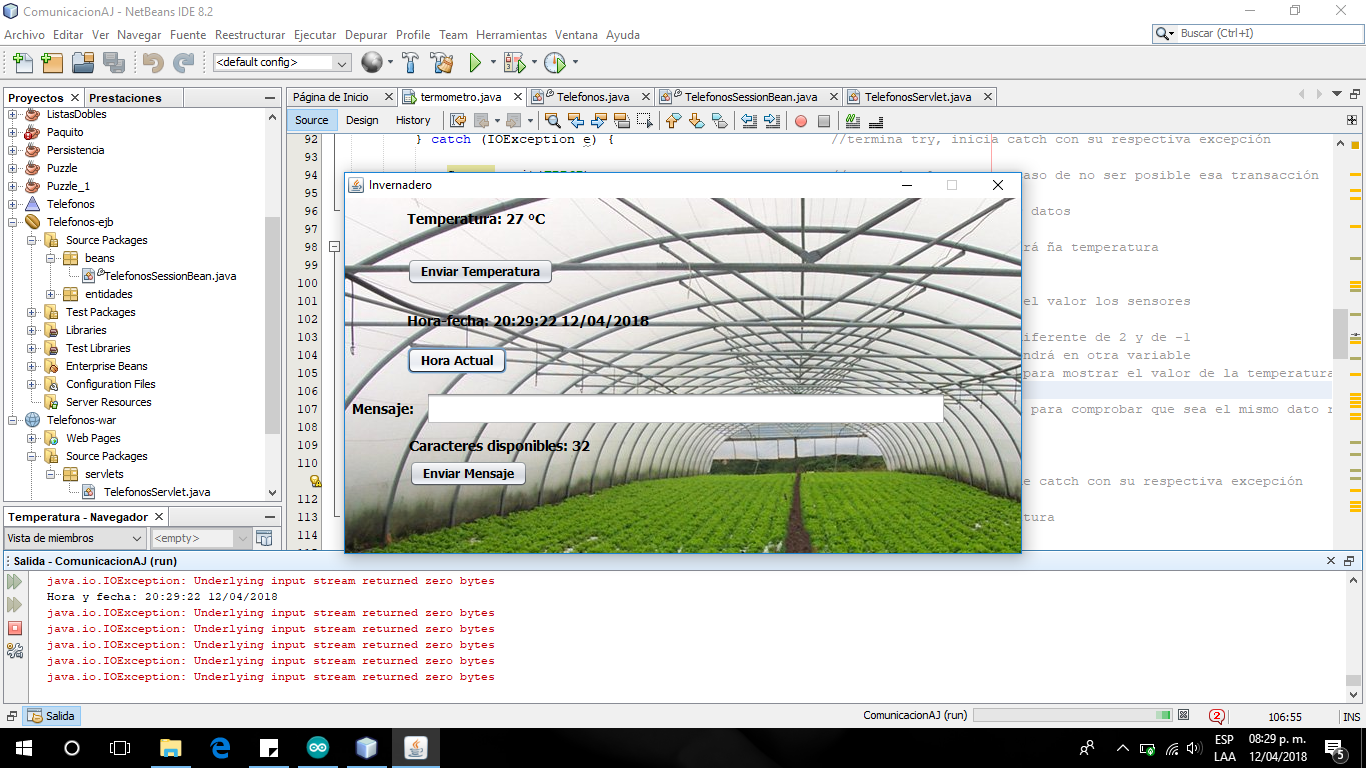 ComunicacionAJ - NetBeans IDE 8.2
Archivo Editar Ver Navegar Fuente Reestructurar Ejecutar Depurar Profile Team Herramientas Ventana Ayuda
Buscar (Ctrl+I)
<default config>
Proyectos Prestaciones
Página de Inicio termometro.java Telefonos.java TelefonosSessionBean.java TelefonosServlet.java
Source Design History
ListasDobles
Paquito
Persistencia
Puzzle
Puzzle_1
Telefonos
Telefonos-ejb
Source Packages
beans
TelefonosSessionBean.java
entidades
Test Packages
Libraries
Test Libraries
Enterprise Beans
Configuration Files
Server Resources
Telefonos-war
Web Pages
Source Packages
servlets
TelefonosServlet.java
Temperatura - Navegador
Vista de miembros <empty>
92 } catch (IOException e) { //termina try, inicia catch con su respectiva excepción
93
94 aso de no ser posible esa transacción
95
96 datos
97
98 rá ña temperatura
99
100
101 el valor los sensores
102
103 iferente de 2 y de -1
104 ndrá en otra variable
105 para mostrar el valor de la temperatura
106
107 para comprobar que sea el mismo dato r
108
109
110
e catch con su respectiva excepción
112
113 tura
114
Invernadero
Temperatura: 27 ºC
Enviar Temperatura
Hora-fecha: 20:29:22 12/04/2018
Hora Actual
Mensaje:
Caracteres disponibles: 32
Enviar Mensaje
Salida - ComunicacionAJ (run)
java.io.IOException: Underlying input stream returned zero bytes
Hora y fecha: 20:29:22 12/04/2018
java.io.IOException: Underlying input stream returned zero bytes
java.io.IOException: Underlying input stream returned zero bytes
java.io.IOException: Underlying input stream returned zero bytes
java.io.IOException: Underlying input stream returned zero bytes
java.io.IOException: Underlying input stream returned zero bytes
Salida
ComunicacionAJ (run) 2 106:55 INS
ESP 08:29 p. m.
LAA 12/04/2018 5